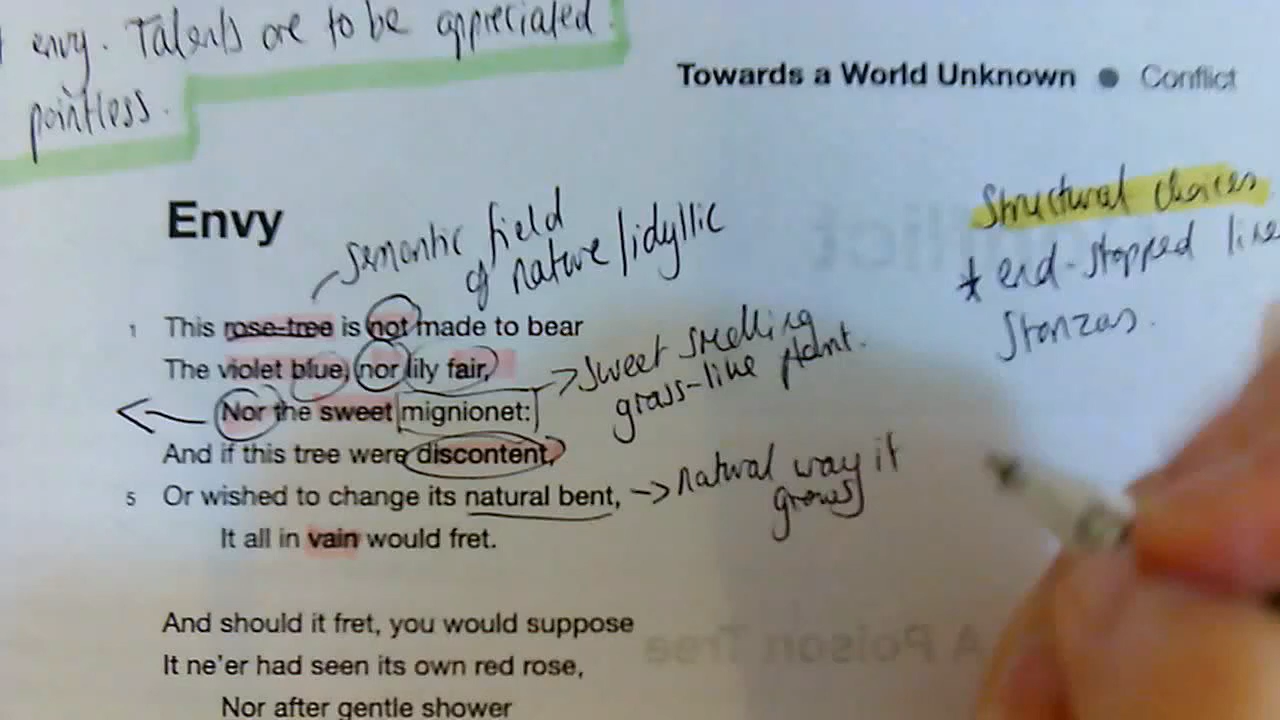 envy. Talents are to be appreciated.
pointless.
Towards a World Unknown ● Conflict
Structural choices
* end-stopped line
stanzas.
Envy
semantic field
of nature/idyllic
1 This rose-tree is not made to bear
The violet blue, nor lily fair,
Nor the sweet mignionet:
-> sweet smelling
grass-like plant.
And if this tree were discontent,
5 Or wished to change its natural bent,
-> natural way it
grows
It all in vain would fret.
And should it fret, you would suppose
It ne'er had seen its own red rose,
Nor after gentle shower
A Poison Tree